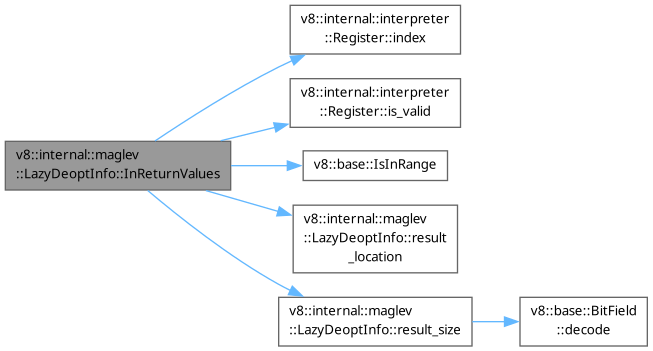 v8::internal::interpreter
::Register::index
v8::internal::interpreter
::Register::is_valid
v8::internal::maglev
::LazyDeoptInfo::InReturnValues
v8::base::IsInRange
v8::internal::maglev
::LazyDeoptInfo::result
_location
v8::internal::maglev
::LazyDeoptInfo::result_size
v8::base::BitField
::decode